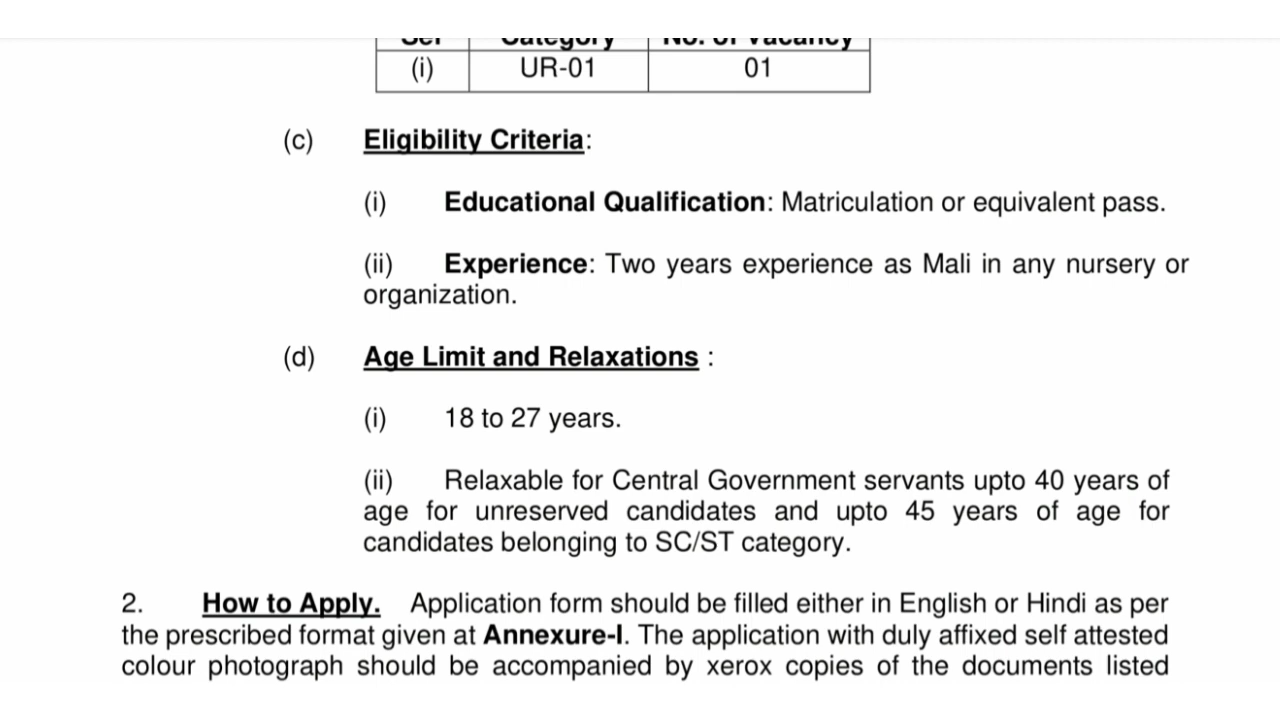 Ser Category No. of Vacancy
(i) UR-01 01
(c) Eligibility Criteria:
(i) Educational Qualification: Matriculation or equivalent pass.
(ii) Experience: Two years experience as Mali in any nursery or
organization.
(d) Age Limit and Relaxations :
(i) 18 to 27 years.
(ii) Relaxable for Central Government servants upto 40 years of
age for unreserved candidates and upto 45 years of age for
candidates belonging to SC/ST category.
2. How to Apply. Application form should be filled either in English or Hindi as per
the prescribed format given at Annexure-I. The application with duly affixed self attested
colour photograph should be accompanied by xerox copies of the documents listed